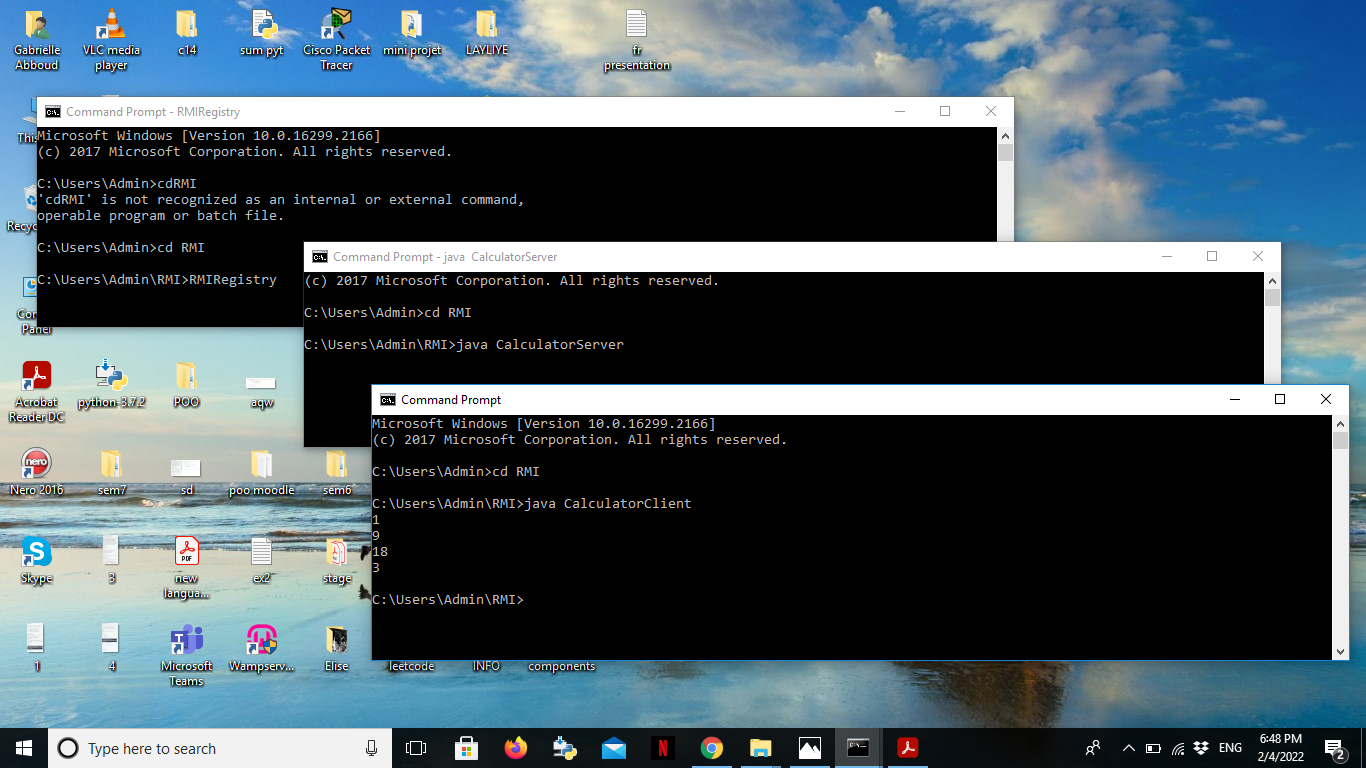 Gabrielle
Abboud
VLC media
player
c14
sum pyt
Cisco Packet
Tracer
mini projet
LAYLIYE
fr
presentation
Command Prompt - RMIRegistry
Microsoft Windows [Version 10.0.16299.2166]
(c) 2017 Microsoft Corporation. All rights reserved.
C:\Users\Admin>cdRMI
'cdRMI' is not recognized as an internal or external command,
operable program or batch file.
C:\Users\Admin>cd RMI
C:\Users\Admin\RMI>RMIRegistry
Command Prompt - java  CalculatorServer
(c) 2017 Microsoft Corporation. All rights reserved.
C:\Users\Admin>cd RMI
C:\Users\Admin\RMI>java CalculatorServer
Command Prompt
Microsoft Windows [Version 10.0.16299.2166]
(c) 2017 Microsoft Corporation. All rights reserved.
C:\Users\Admin>cd RMI
C:\Users\Admin\RMI>java CalculatorClient
1
9
18
3
C:\Users\Admin\RMI>
This
Recyc
Con
Panel
Acrobat
Reader DC
python-3.7.2
POO
aqw
Nero 2016
sem7
sd
poo moodle
sem6
Skype
3
new
langua...
ex2
stage
1
4
Microsoft
Teams
Wampserv...
Elise
leetcode
INFO
components
Type here to search
ENG
6:48 PM
2/4/2022
2